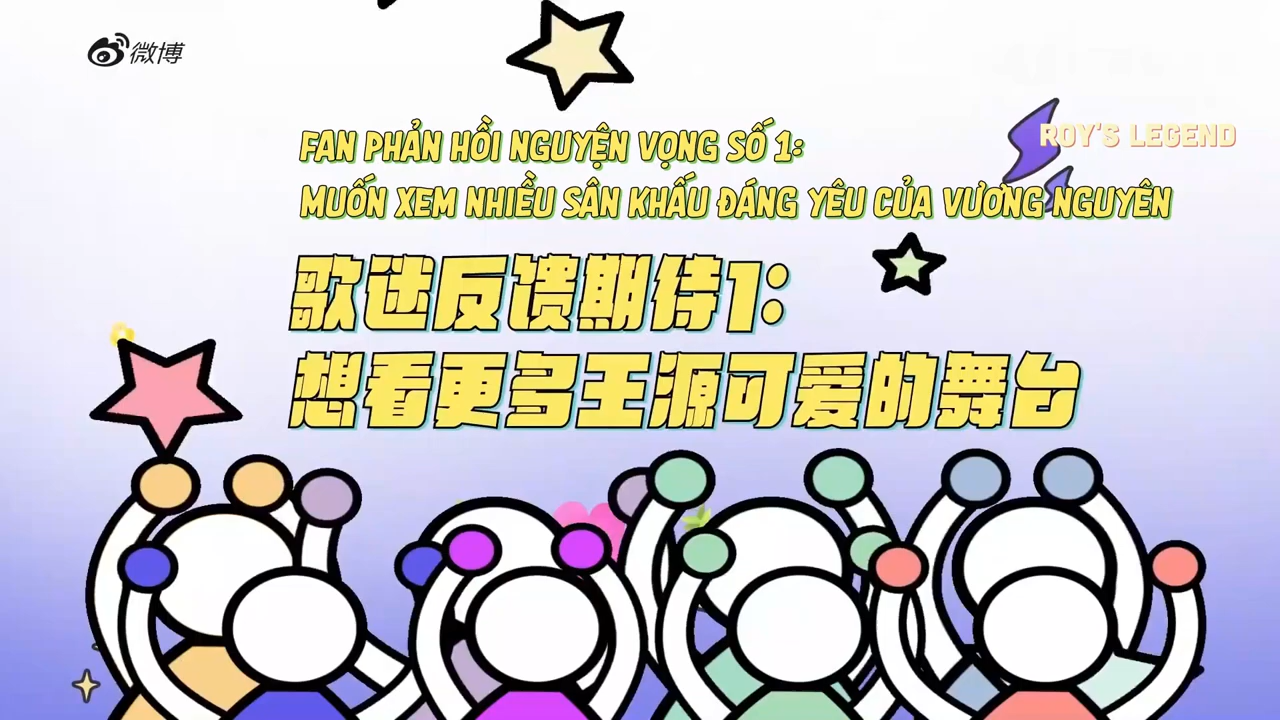 微博
FAN PHẢN HỒI NGUYỆN VỌNG SỐ 1:
ROY'S LEGEND
MUỐN XEM NHIỀU SÂN KHẤU ĐÁNG YÊU CỦA VƯƠNG NGUYÊN
歌迷反馈期待1:
想看更多王源可爱的舞台